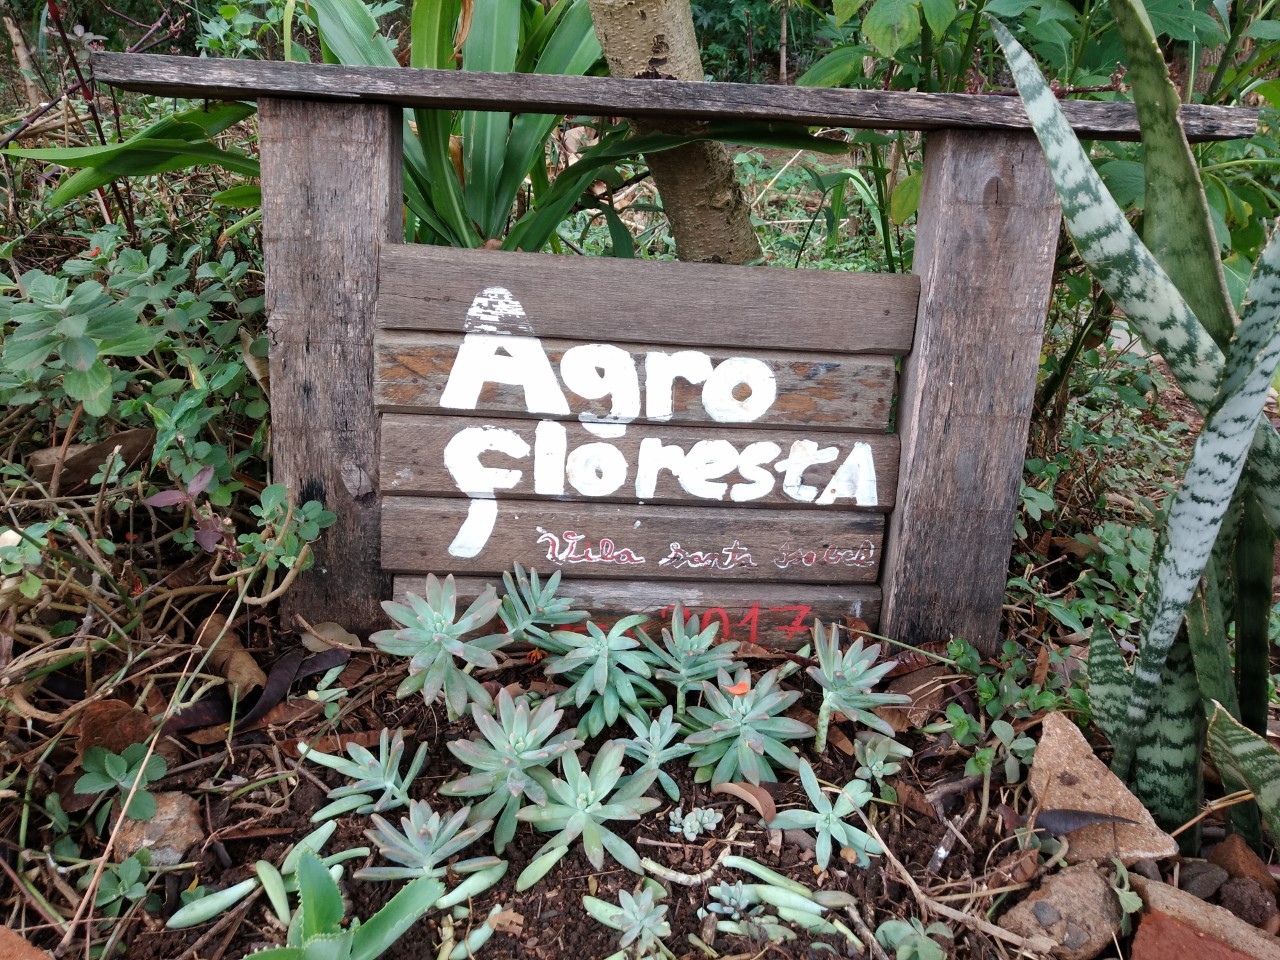 Agro
florestA
Vila Santa Isabel
2017